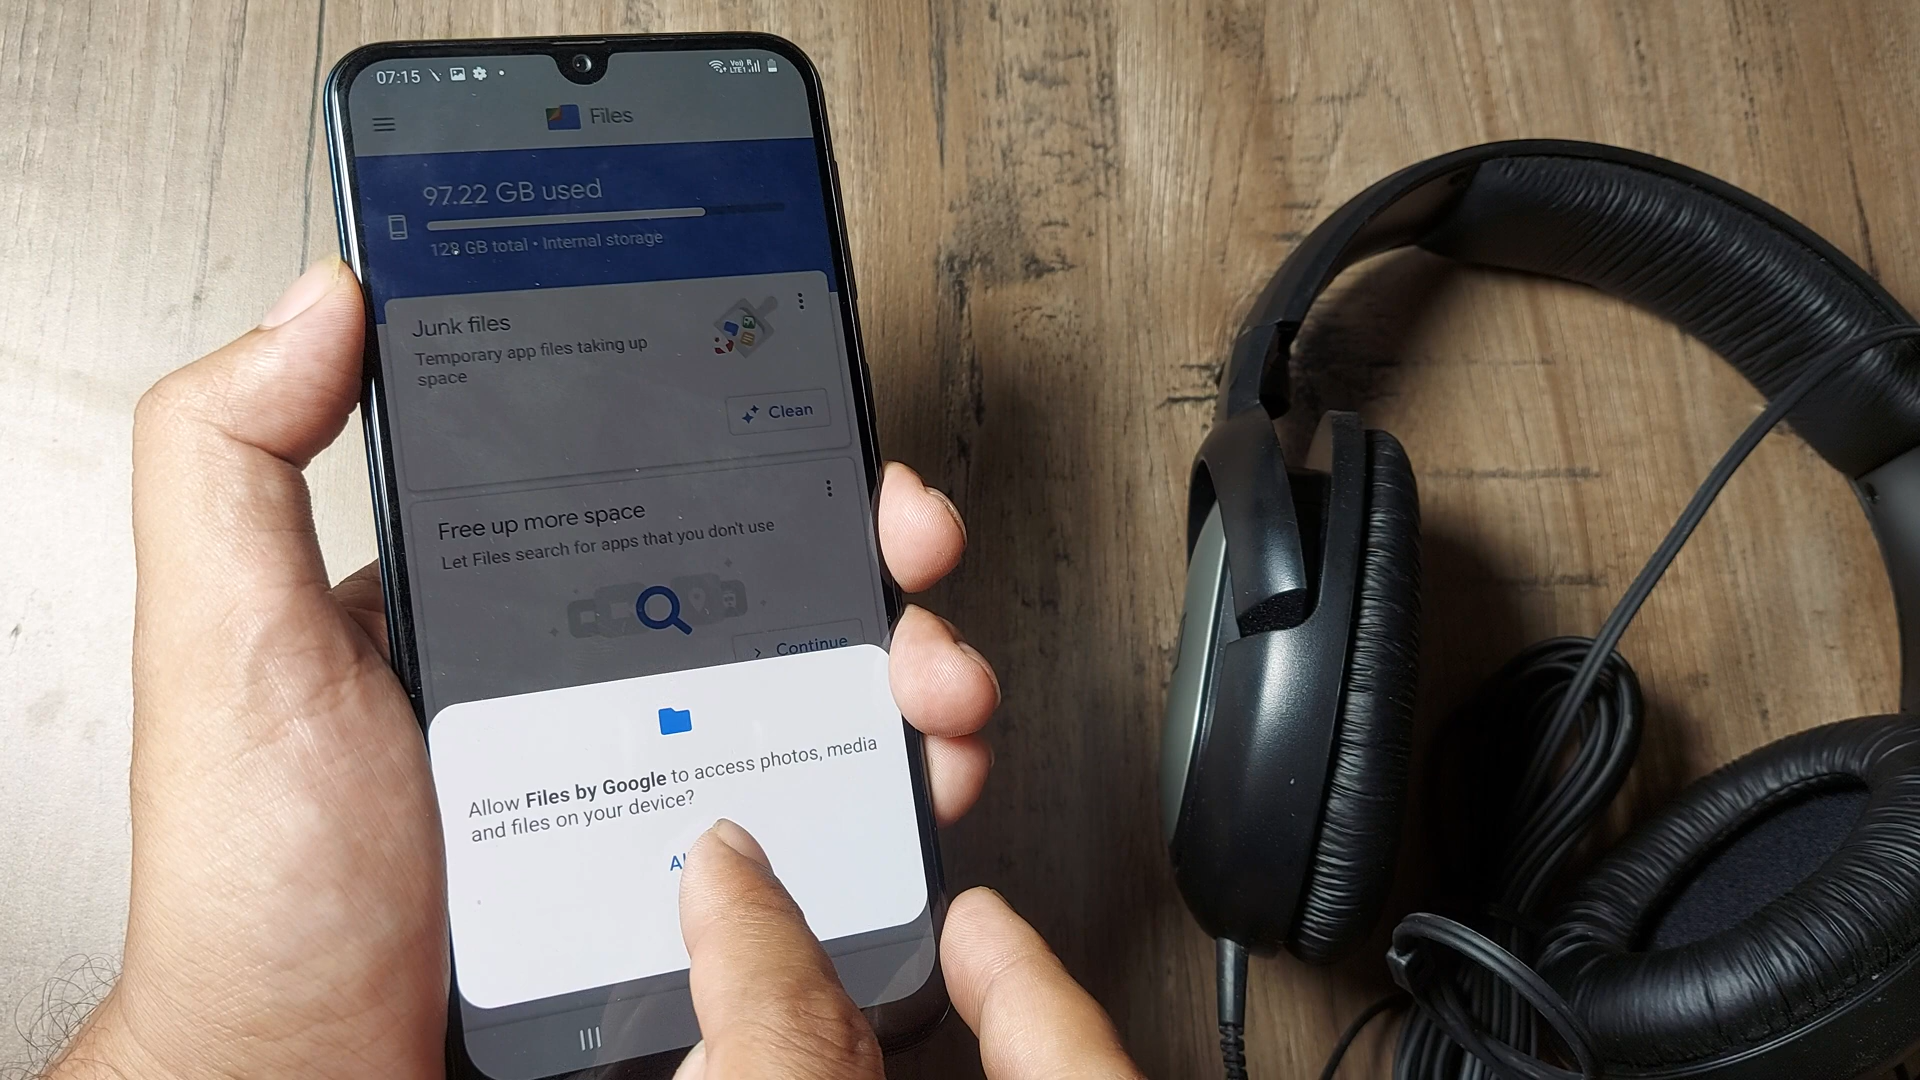 07:15
Files
97.22 GB used
128 GB total • Internal storage
Junk files
Temporary app files taking up
space
Clean
Free up more space
Let Files search for apps that you don't use
Continue
Allow Files by Google to access photos, media
and files on your device?